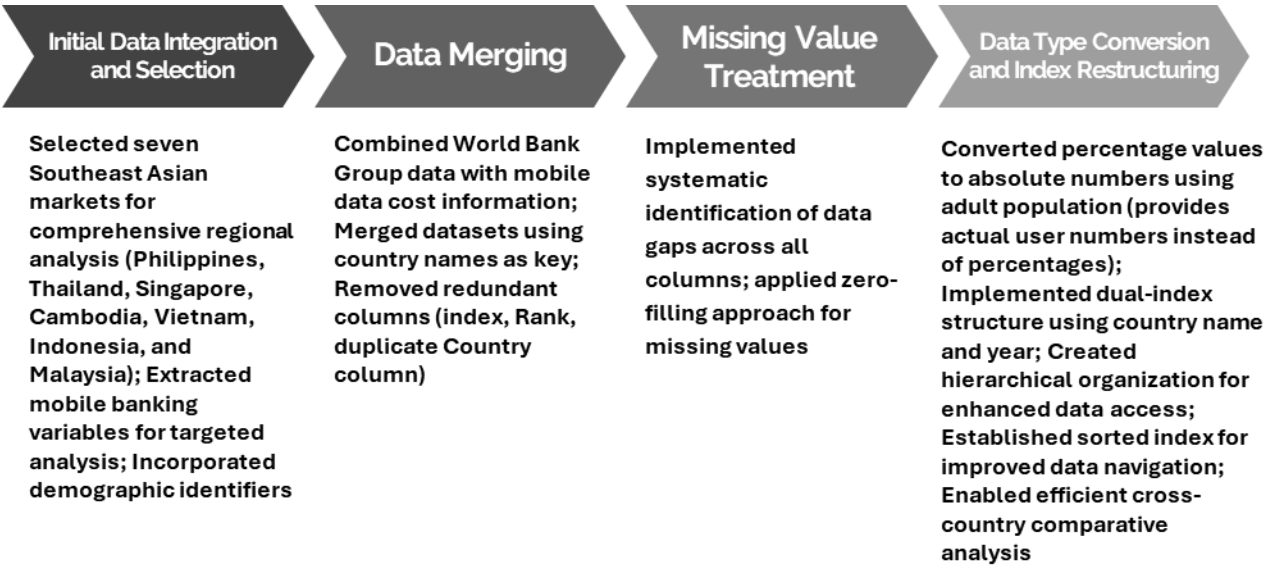 Initial Data Integration
and Selection
Selected seven
Southeast Asian
markets for
comprehensive regional
analysis (Philippines,
Thailand, Singapore,
Cambodia, Vietnam,
Indonesia, and
Malaysia); Extracted
mobile banking
variables for targeted
analysis; Incorporated
demographic identifiers
Data Merging
Combined World Bank
Group data with mobile
data cost information;
Merged datasets using
country names as key;
Removed redundant
columns (index, Rank,
duplicate Country
column)
Missing Value
Treatment
Implemented
systematic
identification of data
gaps across all
columns; applied zero-
filling approach for
missing values
Data Type Conversion
and Index Restructuring
Converted percentage values
to absolute numbers using
adult population (provides
actual user numbers instead
of percentages);
Implemented dual-index
structure using country name
and year; Created
hierarchical organization for
enhanced data access;
Established sorted index for
improved data navigation;
Enabled efficient cross-
country comparative
analysis